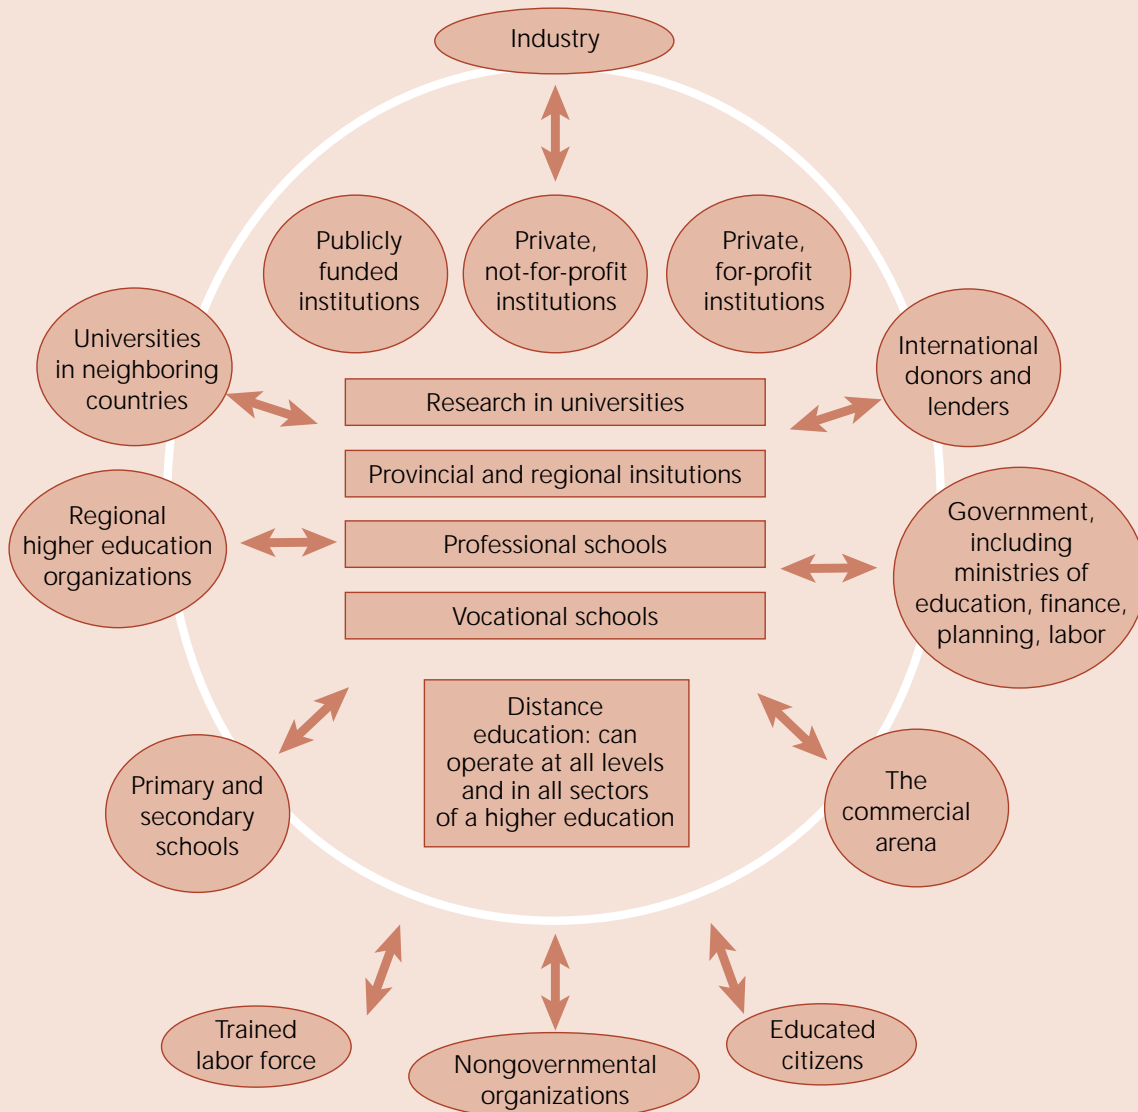 Industry
Publicly
funded
institutions
Private,
not-for-profit
institutions
Private,
for-profit
institutions
Universities
in neighboring
countries
International
donors and
lenders
Research in universities
Provincial and regional insitutions
Regional
higher education
organizations
Professional schools
Government,
including
ministries of
education, finance,
planning, labor
Vocational schools
Distance
education: can
operate at all levels
and in all sectors
of a higher education
Primary and
secondary
schools
The
commercial
arena
Trained
labor force
Nongovernmental
organizations
Educated
citizens